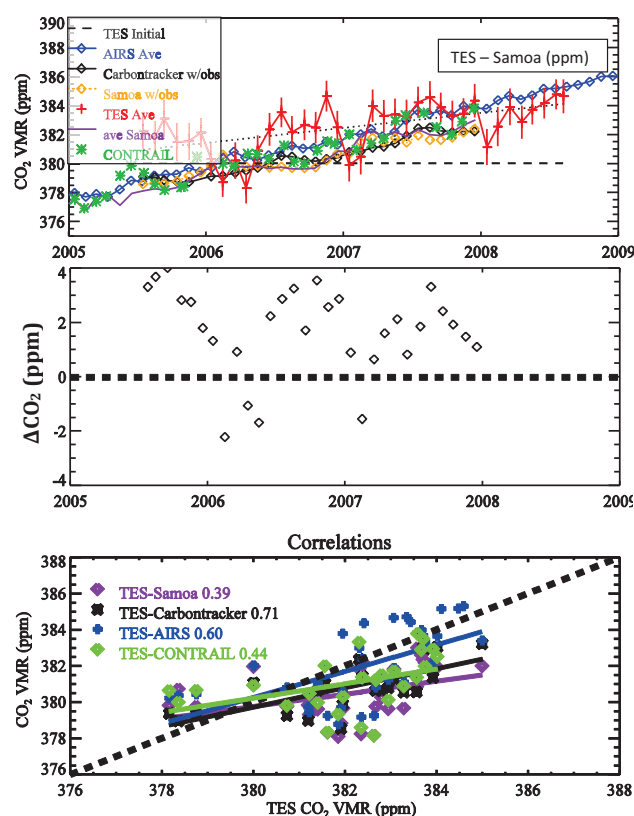 390
388
386
384
382
380
378
376
CO₂ VMR (ppm)
TES Initial
AIRS Ave
Carbontracker w/obs
Samoa w/obs
TES Ave
ave Samoa
CONTRAIL
TES – Samoa (ppm)
2005 2006 2007 2008 2009
4
2
0
-2
-4
ΔCO₂ (ppm)
2005 2006 2007 2008 2009
Correlations
388
386
384
382
380
378
376
CO₂ VMR (ppm)
TES-Samoa 0.39
TES-Carbontracker 0.71
TES-AIRS 0.60
TES-CONTRAIL 0.44
376 378 380 382 384 386 388
TES CO₂ VMR (ppm)